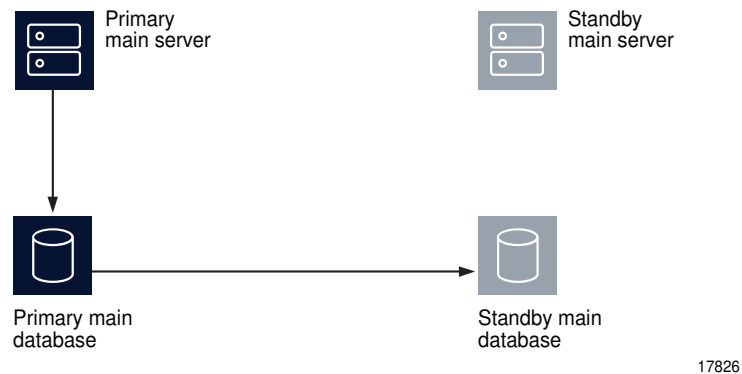 Primary
main server
Standby
main server
Primary main
database
Standby main
database
17826